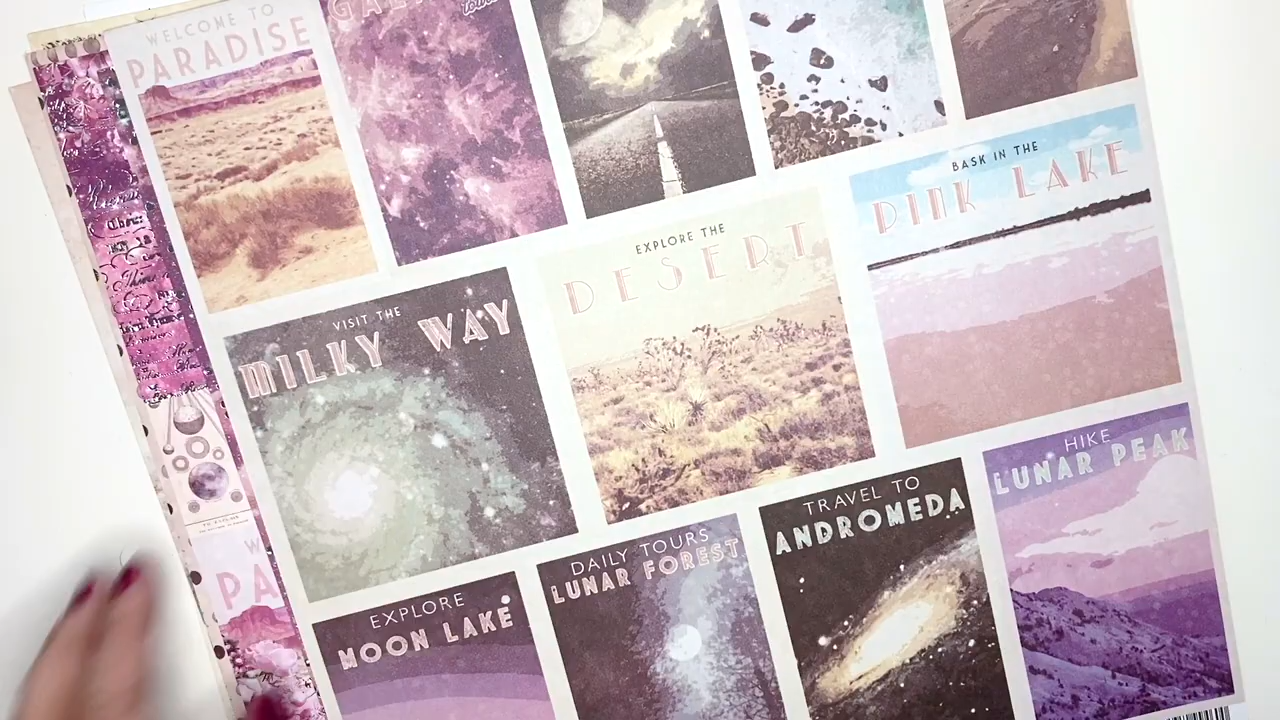 WELCOME TO
PARADISE
VISIT THE
MILKY WAY
EXPLORE THE
DESERT
BASK IN THE
PINK LAKE
EXPLORE
MOON LAKE
DAILY TOURS
LUNAR FOREST
TRAVEL TO
ANDROMEDA
HIKE
LUNAR PEAK